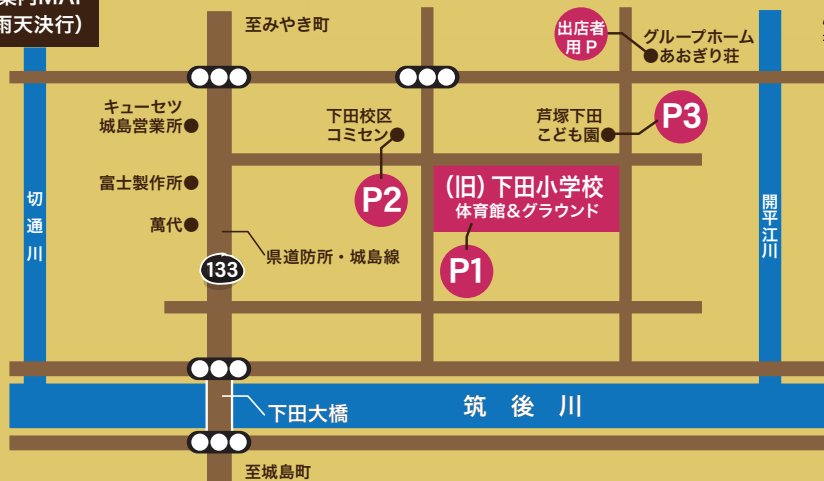 案内MAP
雨天決行）
至みやき町
出店者
用 P
グループホーム
あおぎり荘
キューセツ
城島営業所
下田校区
コミセン
芦塚下田
こども園
P3
富士製作所
P2
（旧）下田小学校
体育館＆グラウンド
切通川
開平江川
萬代
県道防所・城島線
133
P1
筑後川
下田大橋
至城島町